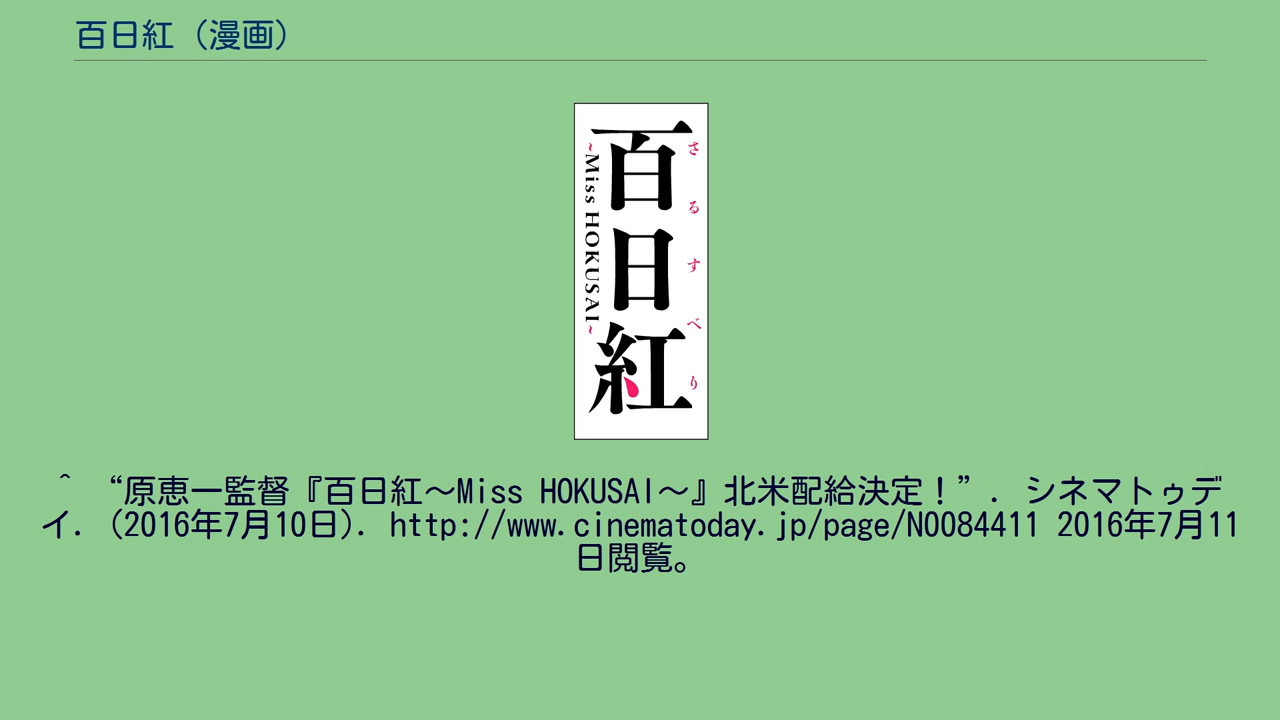 百日紅（漫画）
さるすべり
百日紅
~Miss HOKUSAI~
^ “原恵一監督『百日紅～Miss HOKUSAI～』北米配給決定！”. シネマトゥデ
イ. (2016年7月10日). http://www.cinematoday.jp/page/N0084411 2016年7月11
日閲覧。